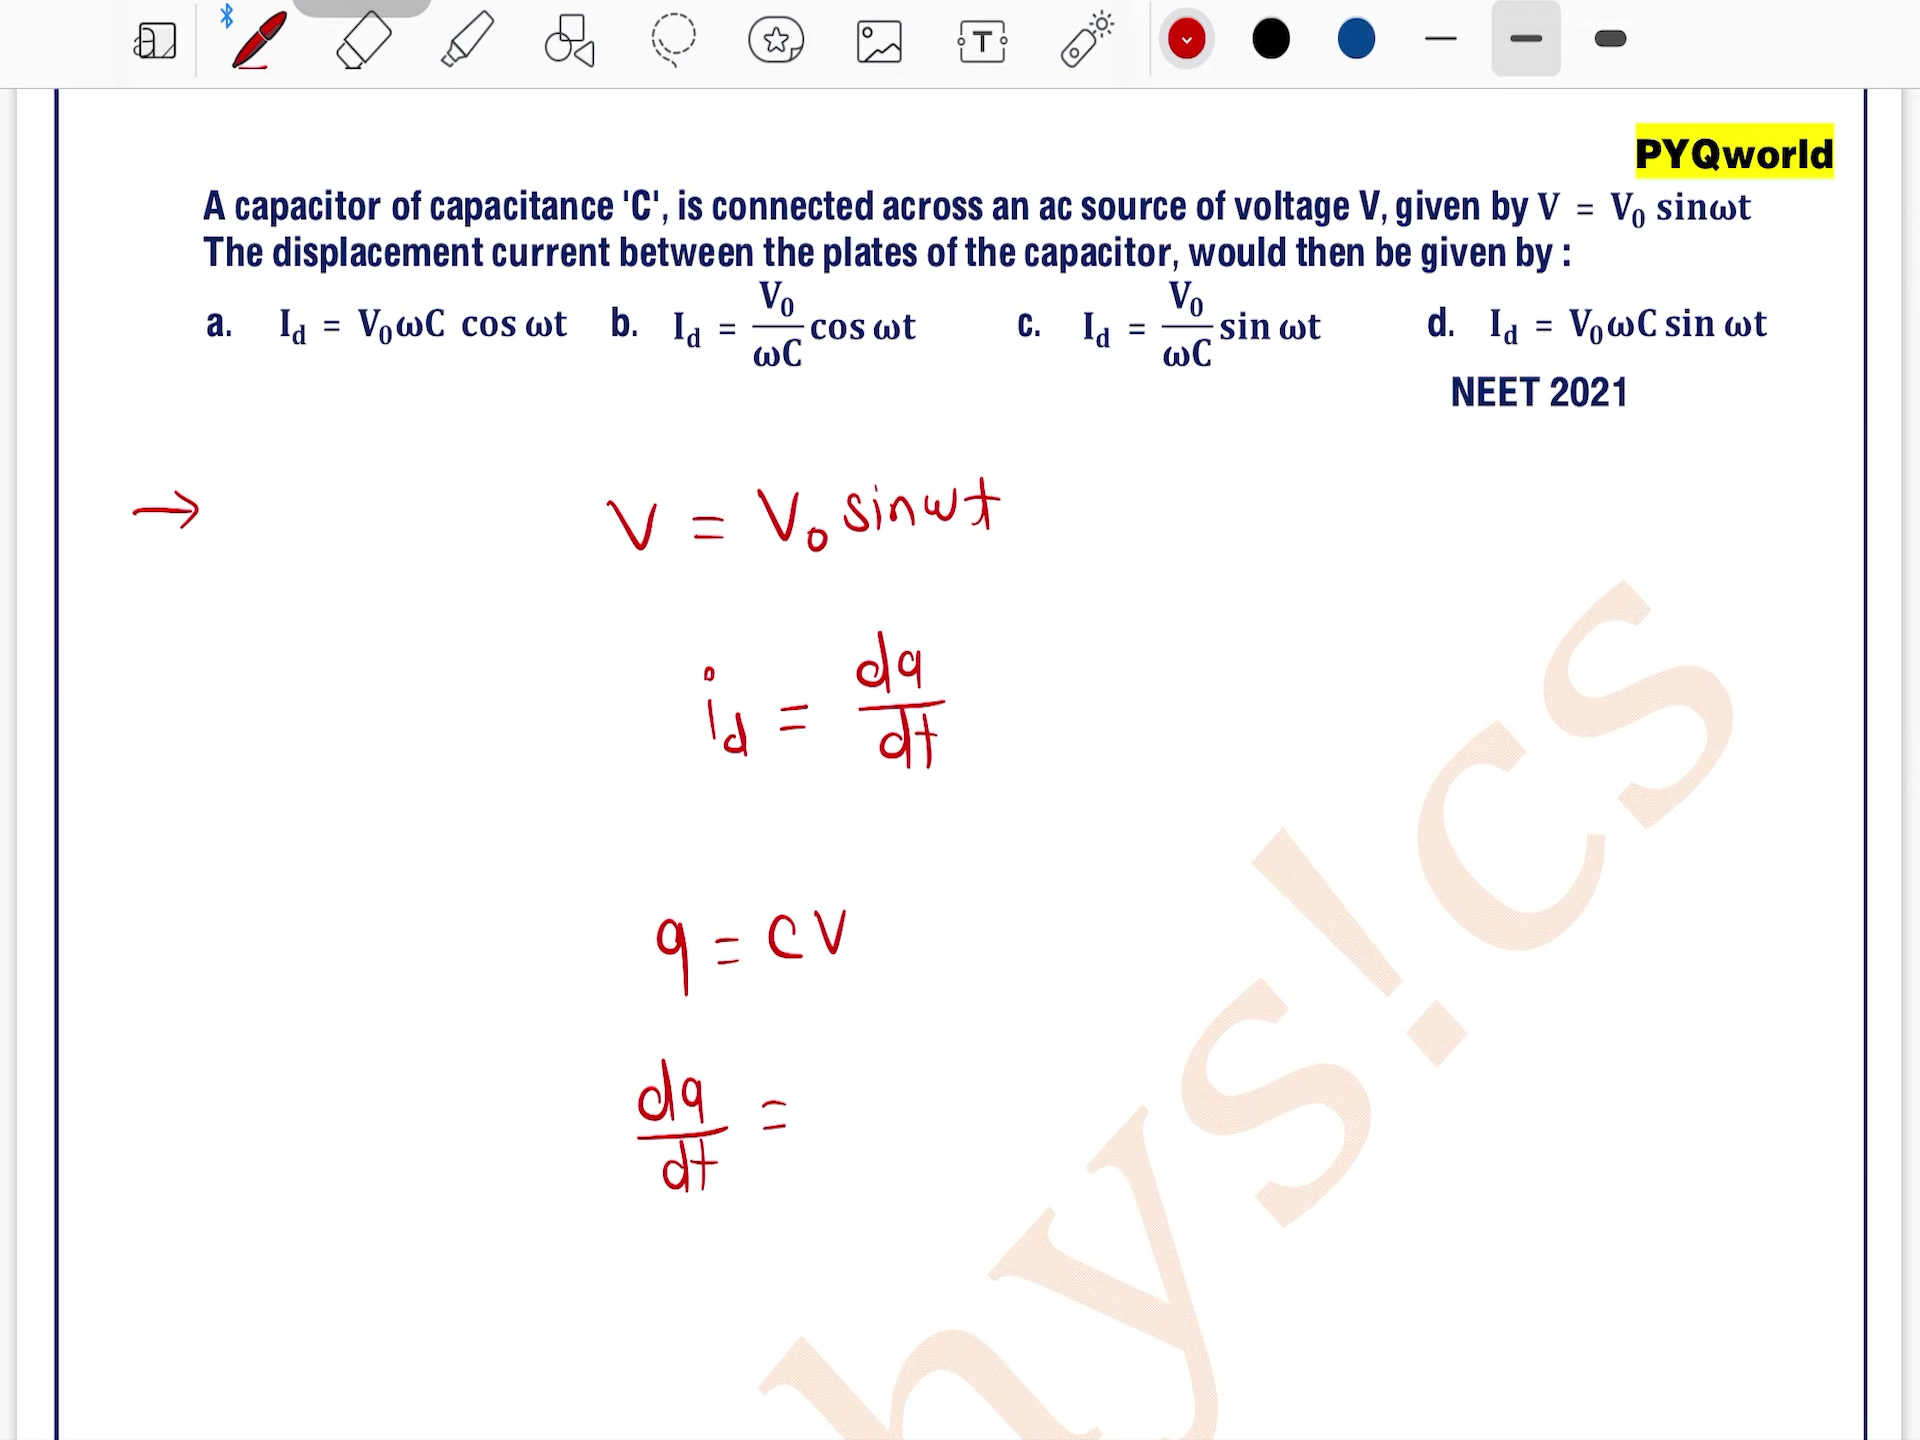 PYQworld
A capacitor of capacitance 'C', is connected across an ac source of voltage V, given by V = V₀ sinωt
The displacement current between the plates of the capacitor, would then be given by :
a. I_d = V₀ωC cos ωt b. I_d = V₀/ωC cos ωt c. I_d = V₀/ωC sin ωt d. I_d = V₀ωC sin ωt
NEET 2021
→ V = V₀ sinωt
i_d = dq/dt
q = CV
dq/dt =
hys!cs